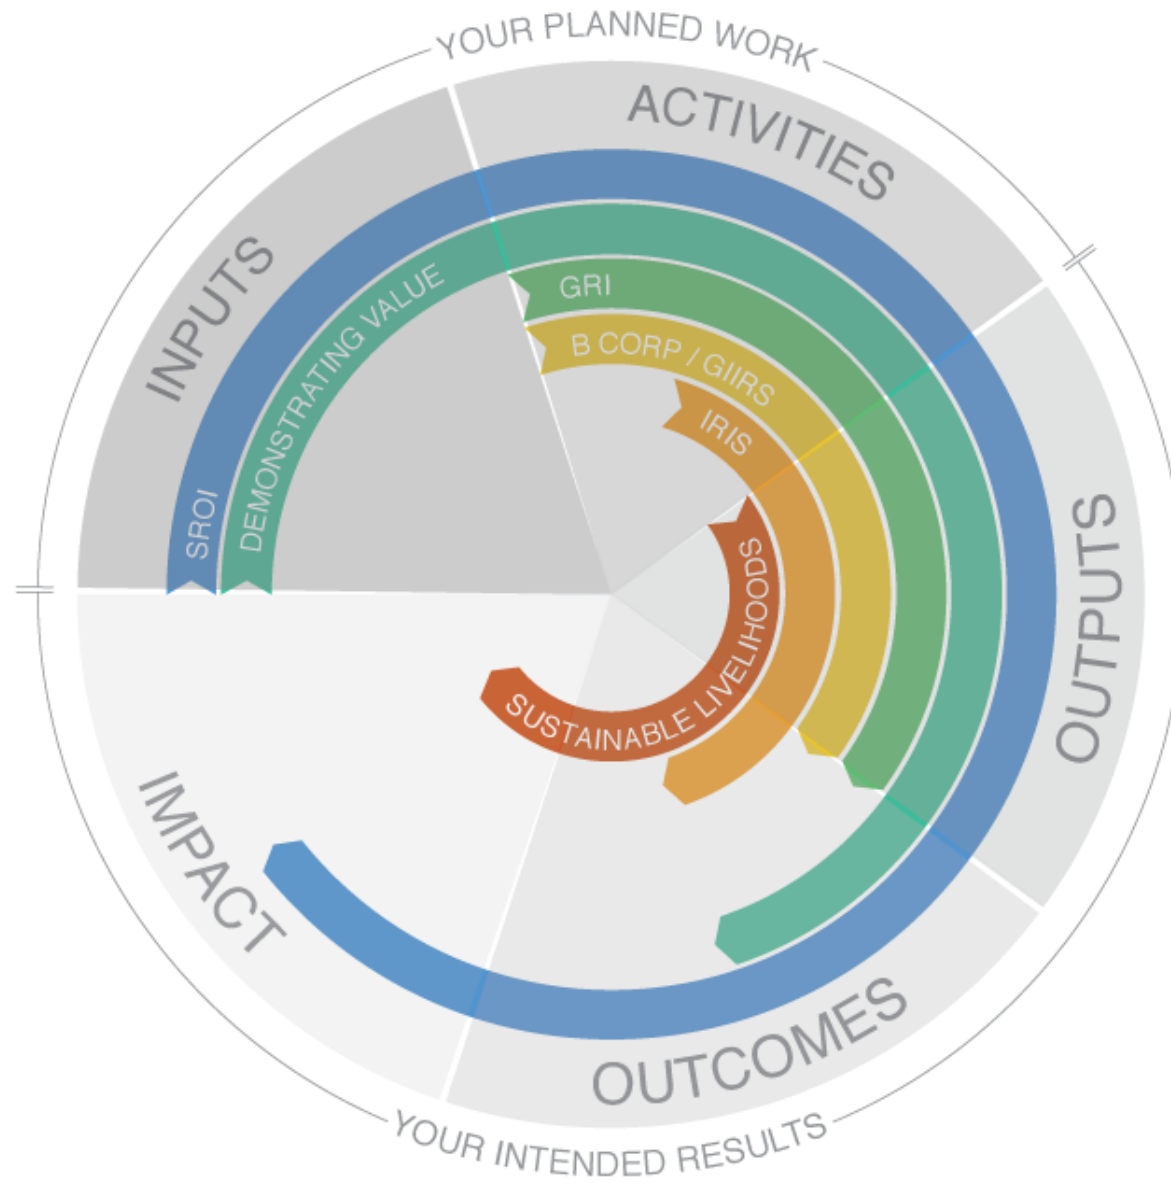 YOUR PLANNED WORK
INPUTS
ACTIVITIES
OUTPUTS
OUTCOMES
IMPACT
SROI
DEMONSTRATING VALUE
GRI
B CORP / GIIRS
IRIS
SUSTAINABLE LIVELIHOODS
YOUR INTENDED RESULTS